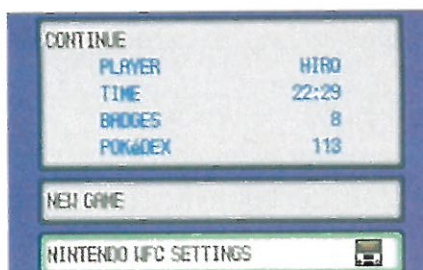 CONTINUE
PLAYER HIRO
TIME 22:29
BADGES 8
POKéDEX 113
NEW GAME
NINTENDO WFC SETTINGS